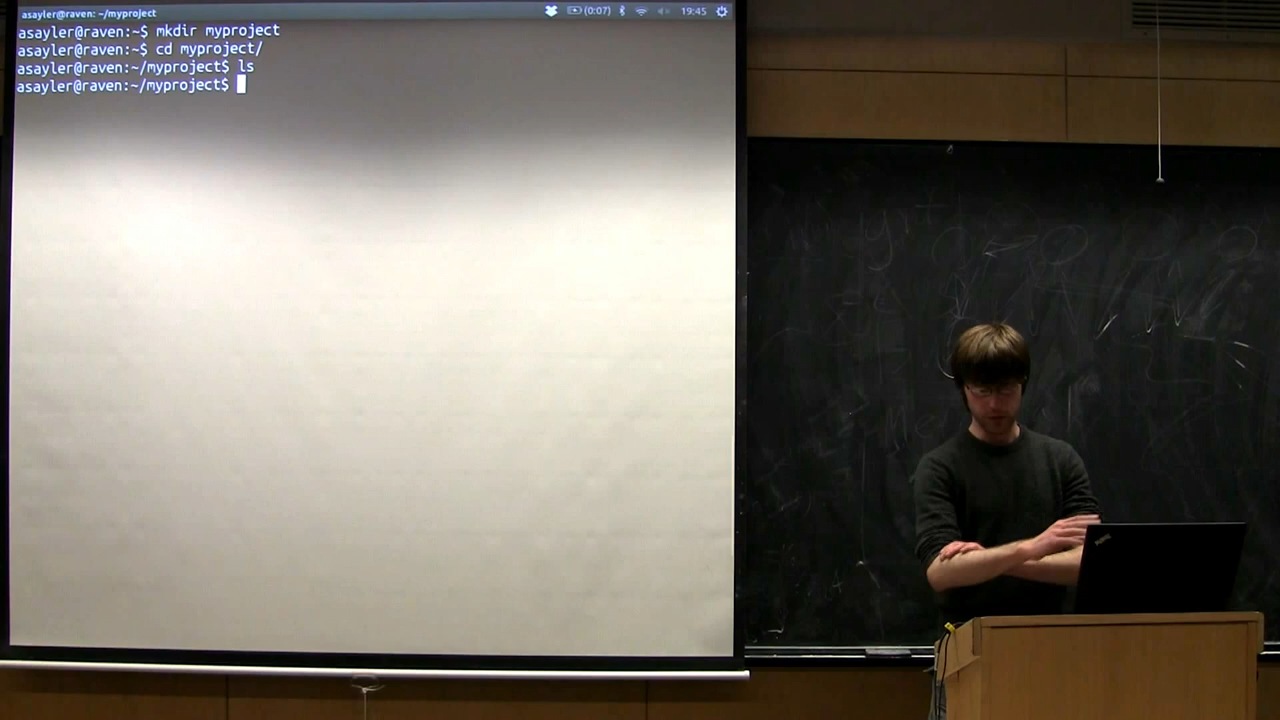 asayler@raven: ~/myproject (0:07) 19:45
asayler@raven:~$ mkdir myproject
asayler@raven:~$ cd myproject/
asayler@raven:~/myproject$ ls
asayler@raven:~/myproject$